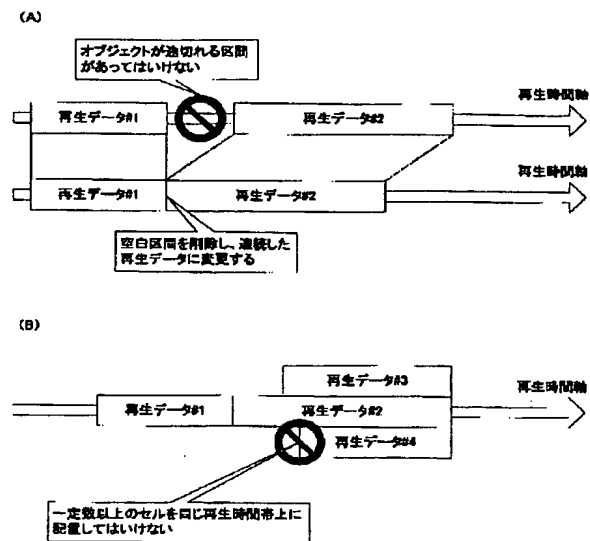 (A)
オブジェクトが途切れる区間
があってはいけない
再生時間軸
再生データ#1
再生データ#2
再生時間軸
再生データ#1
再生データ#2
空白区間を削除し、連続した
再生データに変更する
(B)
再生データ#3
再生時間軸
再生データ#1
再生データ#2
再生データ#4
一定数以上のセルを同じ再生時間帯上に
配置してはいけない